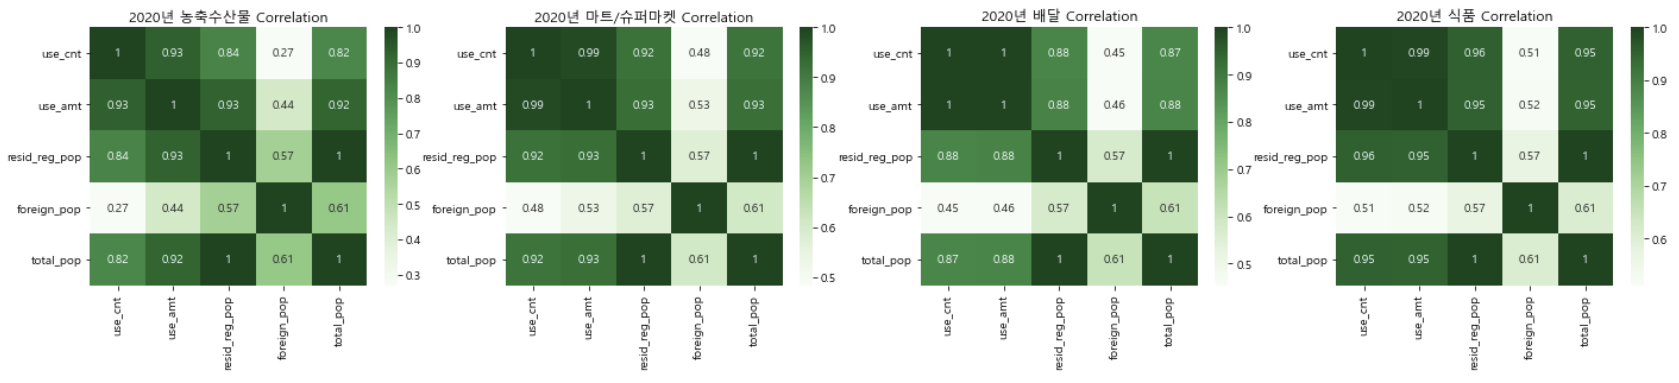 2020년 농축수산물 Correlation
use_cnt 1 0.93 0.84 0.27 0.82
use_amt 0.93 1 0.93 0.44 0.92
resid_reg_pop 0.84 0.93 1 0.57 1
foreign_pop 0.27 0.44 0.57 1 0.61
total_pop 0.82 0.92 1 0.61 1
use_cnt use_amt resid_reg_pop foreign_pop total_pop
1.0
0.9
0.8
0.7
0.6
0.5
0.4
0.3
2020년 마트/슈퍼마켓 Correlation
use_cnt 1 0.99 0.92 0.48 0.92
use_amt 0.99 1 0.93 0.53 0.93
resid_reg_pop 0.92 0.93 1 0.57 1
foreign_pop 0.48 0.53 0.57 1 0.61
total_pop 0.92 0.93 1 0.61 1
use_cnt use_amt resid_reg_pop foreign_pop total_pop
1.0
0.9
0.8
0.7
0.6
0.5
2020년 배달 Correlation
use_cnt 1 1 0.88 0.45 0.87
use_amt 1 1 0.88 0.46 0.88
resid_reg_pop 0.88 0.88 1 0.57 1
foreign_pop 0.45 0.46 0.57 1 0.61
total_pop 0.87 0.88 1 0.61 1
use_cnt use_amt resid_reg_pop foreign_pop total_pop
1.0
0.9
0.8
0.7
0.6
0.5
2020년 식품 Correlation
use_cnt 1 0.99 0.96 0.51 0.95
use_amt 0.99 1 0.95 0.52 0.95
resid_reg_pop 0.96 0.95 1 0.57 1
foreign_pop 0.51 0.52 0.57 1 0.61
total_pop 0.95 0.95 1 0.61 1
use_cnt use_amt resid_reg_pop foreign_pop total_pop
1.0
0.9
0.8
0.7
0.6